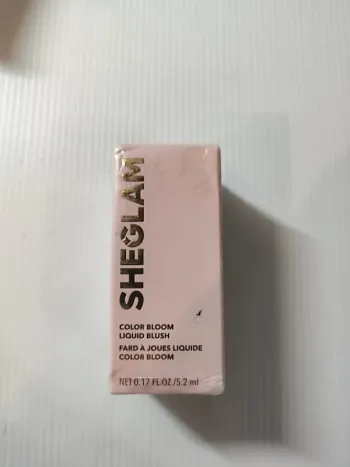 SHEGLAM
COLOR BLOOM
LIQUID BLUSH
FARD À JOUES LIQUIDE
COLOR BLOOM
NET 0.17 FL.OZ./5.2 ml